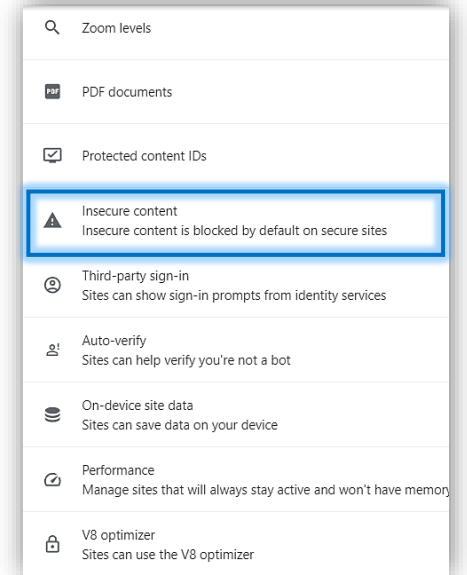 Zoom levels
PDF
PDF documents
Protected content IDs
Insecure content
Insecure content is blocked by default on secure sites
Third-party sign-in
Sites can show sign-in prompts from identity services
Auto-verify
Sites can help verify you're not a bot
On-device site data
Sites can save data on your device
Performance
Manage sites that will always stay active and won't have memory
V8 optimizer
Sites can use the V8 optimizer